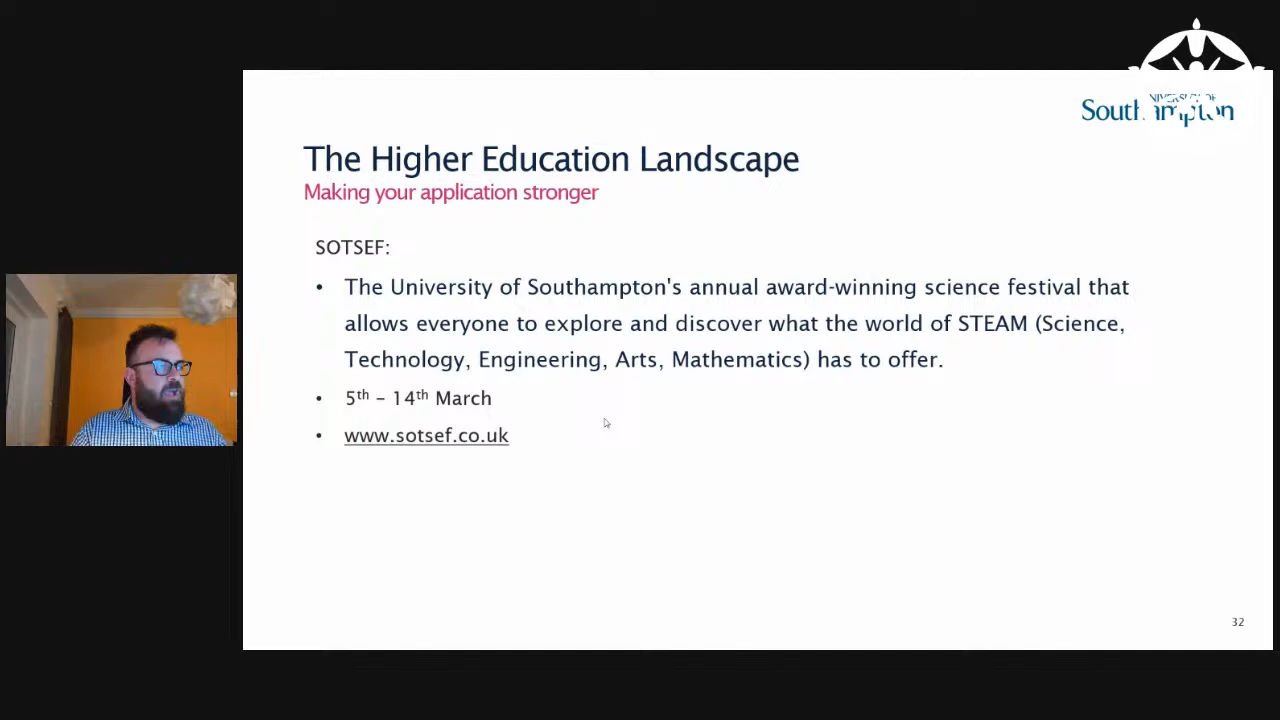 Southampton
The Higher Education Landscape
Making your application stronger
SOTSEF:
• The University of Southampton's annual award-winning science festival that
allows everyone to explore and discover what the world of STEAM (Science,
Technology, Engineering, Arts, Mathematics) has to offer.
• 5th – 14th March
• www.sotsef.co.uk
32